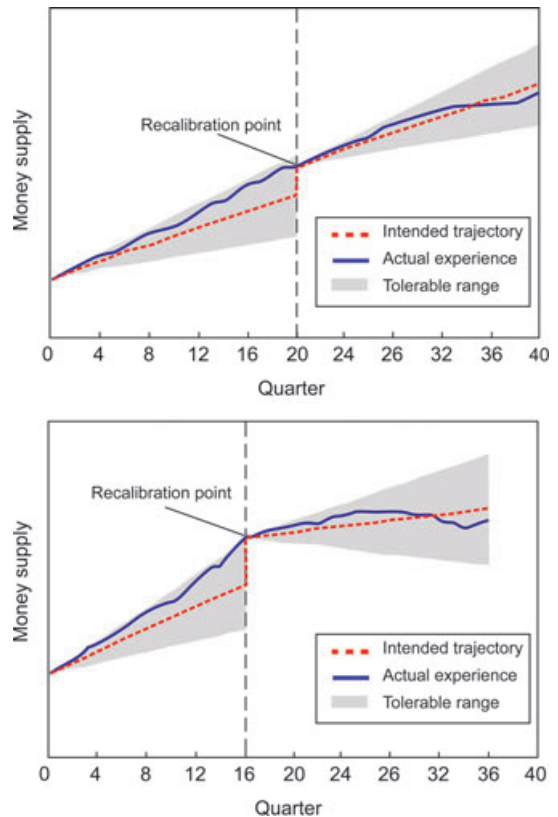 Money supply
Recalibration point
Intended trajectory
Actual experience
Tolerable range
0 4 8 12 16 20 24 28 32 36 40
Quarter
Money supply
Recalibration point
Intended trajectory
Actual experience
Tolerable range
0 4 8 12 16 20 24 28 32 36 40
Quarter